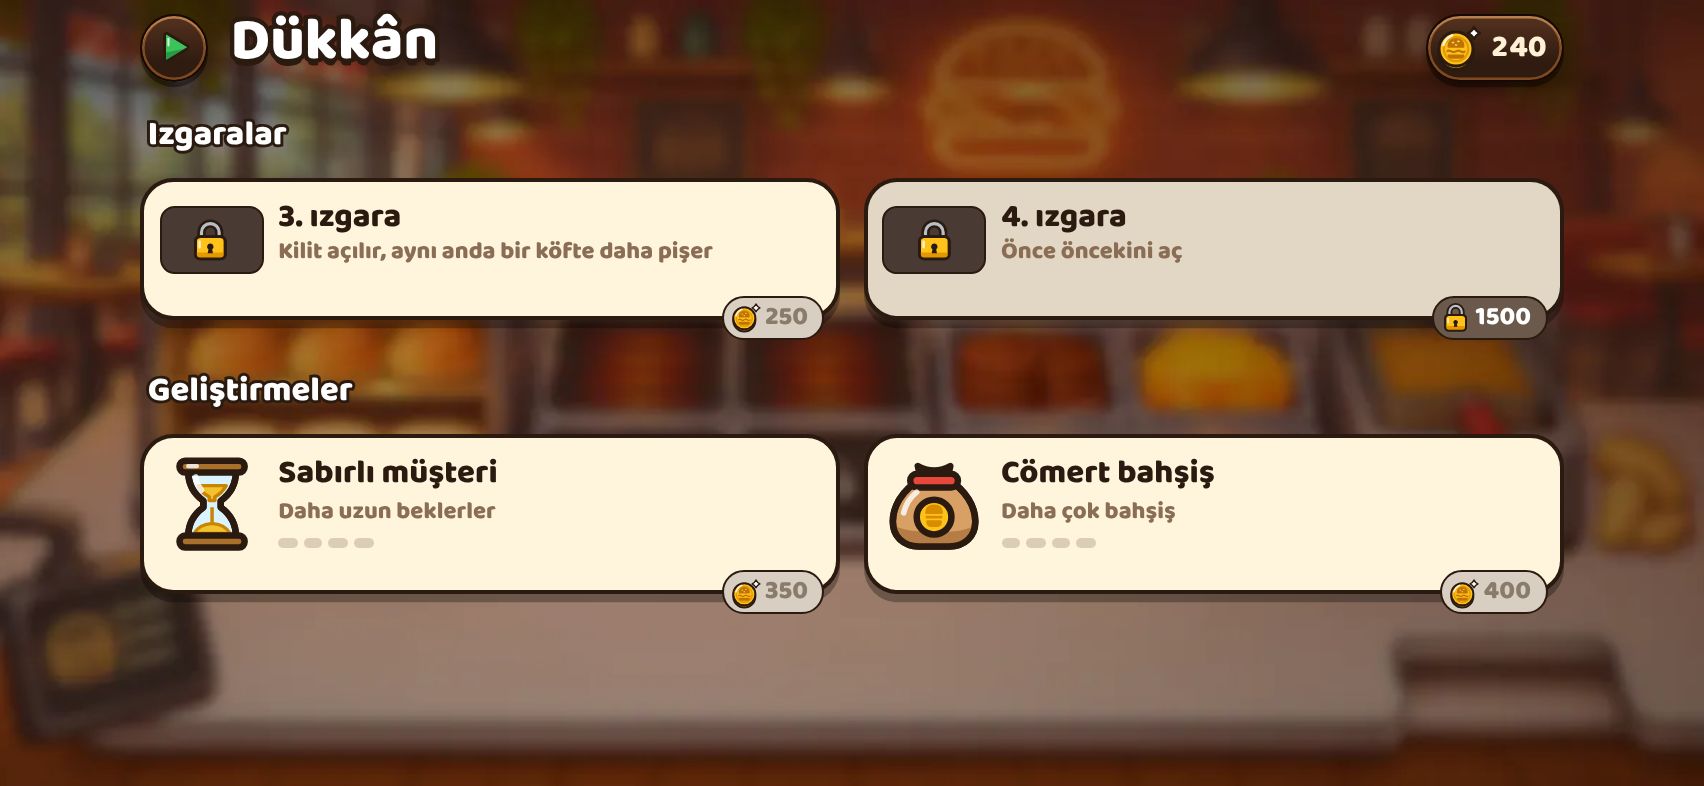 Dükkân
240
Izgaralar
3. ızgara
Kilit açılır, aynı anda bir köfte daha pişer
250
4. ızgara
Önce öncekini aç
1500
Geliştirmeler
Sabırlı müşteri
Daha uzun beklerler
350
Cömert bahşiş
Daha çok bahşiş
400